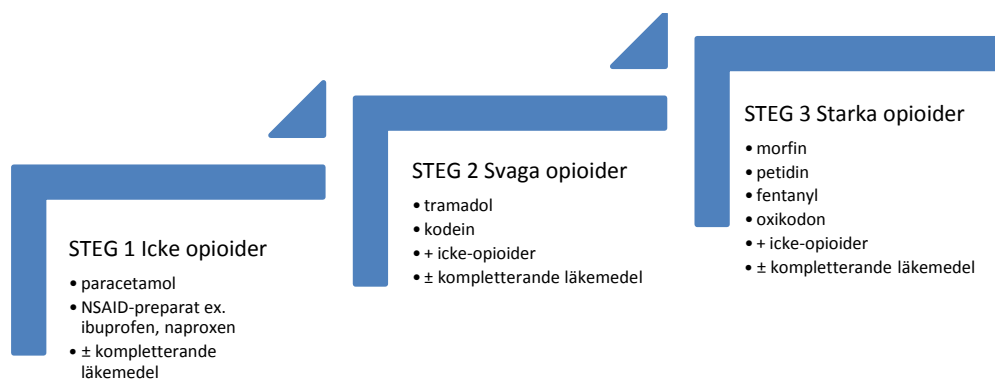 STEG 1 Icke opioider
• paracetamol
• NSAID-preparat ex.
ibuprofen, naproxen
• ± kompletterande
läkemedel
STEG 2 Svaga opioider
• tramadol
• kodein
• + icke-opioider
• ± kompletterande läkemedel
STEG 3 Starka opioider
• morfin
• petidin
• fentanyl
• oxikodon
• + icke-opioider
• ± kompletterande läkemedel